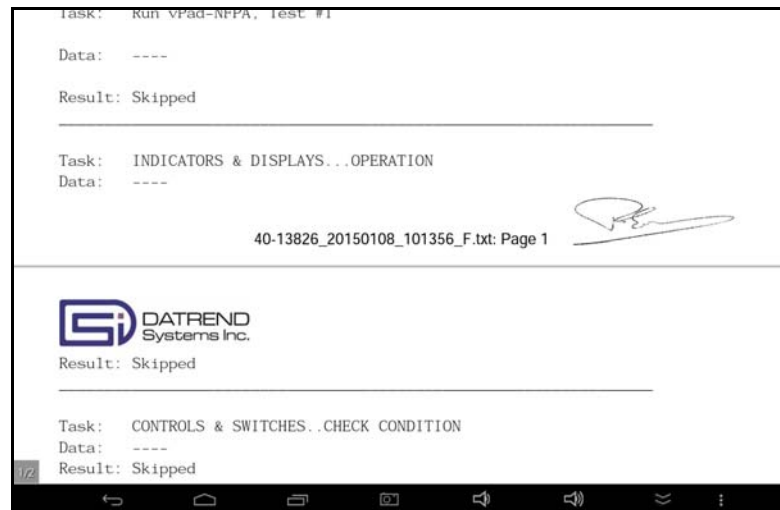 Task:   Run vPad-NFPA, Test #1
Data:   ----
Result: Skipped
Task:   INDICATORS & DISPLAYS...OPERATION
Data:   ----
40-13826_20150108_101356_F.txt: Page 1
DATREND
Systems Inc.
Result: Skipped
Task:   CONTROLS & SWITCHES..CHECK CONDITION
Data:   ----
Result: Skipped
1/2